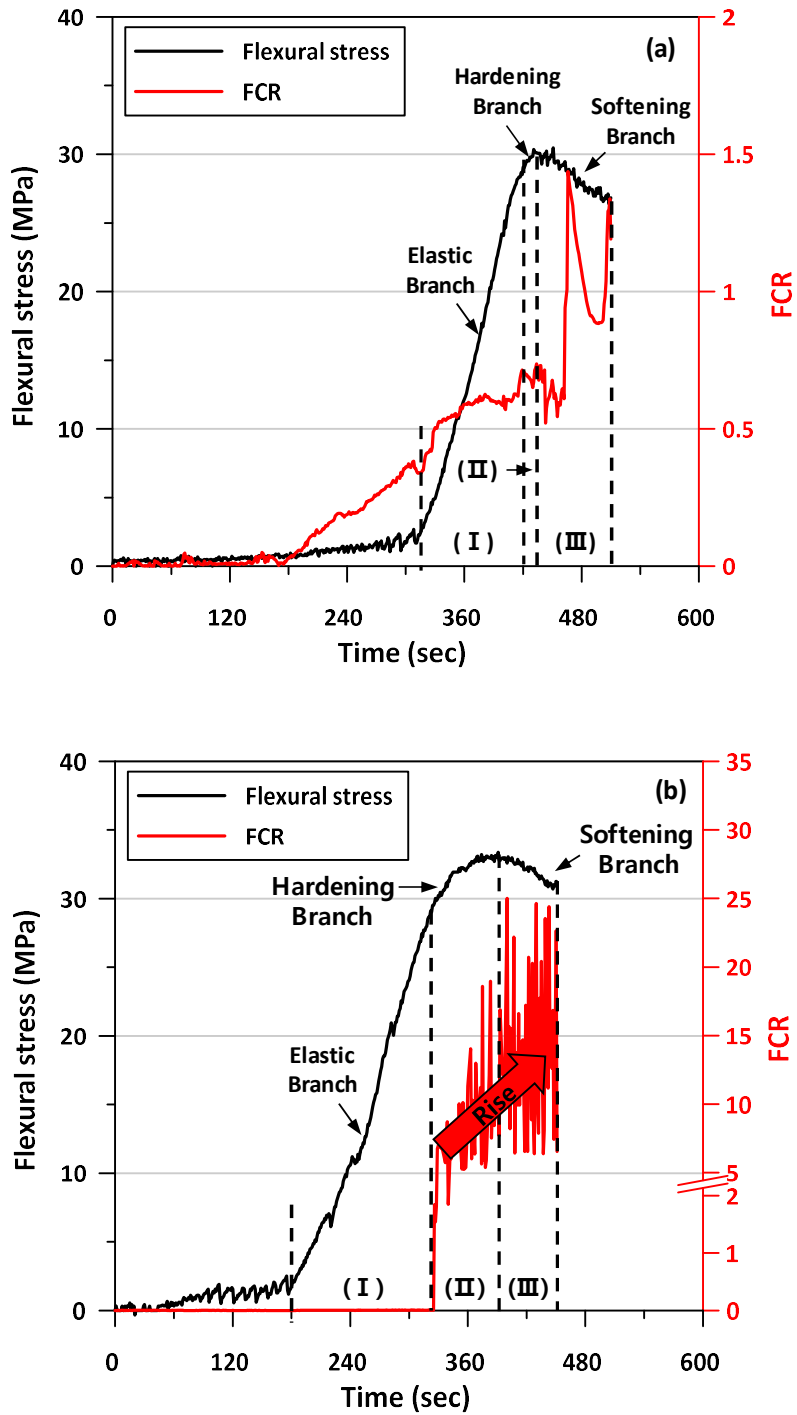 40
30
20
10
0
Flexural stress (MPa)
Flexural stress
FCR
(a)
Hardening
Branch
Softening
Branch
Elastic
Branch
(Ⅱ)
(Ⅰ)
(Ⅲ)
2
1.5
1
0.5
0
FCR
0 120 240 360 480 600
Time (sec)
40
30
20
10
0
Flexural stress (MPa)
Flexural stress
FCR
(b)
Softening
Branch
Hardening
Branch
Elastic
Branch
Rise
(Ⅰ) (Ⅱ) (Ⅲ)
35
30
25
20
15
10
5
2
1
0
FCR
0 120 240 360 480 600
Time (sec)